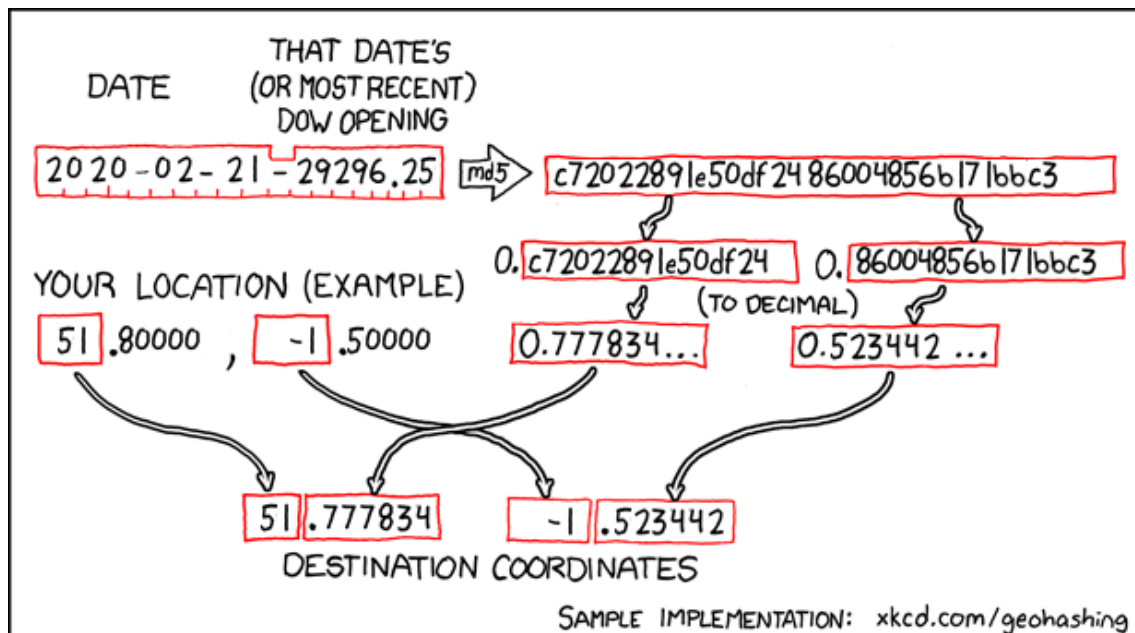 THAT DATE'S
DATE (OR MOST RECENT)
DOW OPENING
2020-02-21-29296.25 md5 c72022891e50df2486004856b171bbc3
0.c72022891e50df24 0.86004856b171bbc3
YOUR LOCATION (EXAMPLE) (TO DECIMAL)
51.80000, -1.50000 0.777834... 0.523442...
51.777834 -1.523442
DESTINATION COORDINATES
SAMPLE IMPLEMENTATION: xkcd.com/geohashing